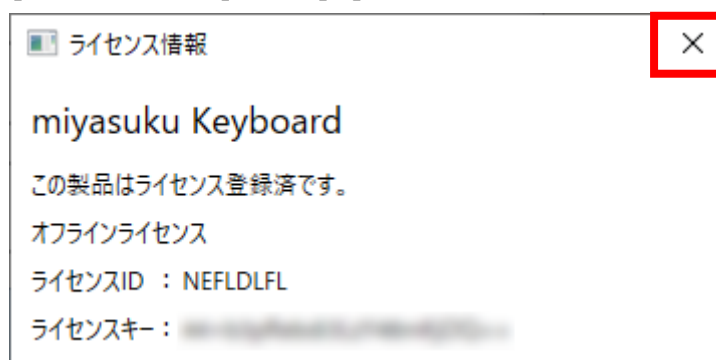 ライセンス情報
miyasuku Keyboard
この製品はライセンス登録済です。
オフラインライセンス
ライセンスID ： NEFLDLFL
ライセンスキー：